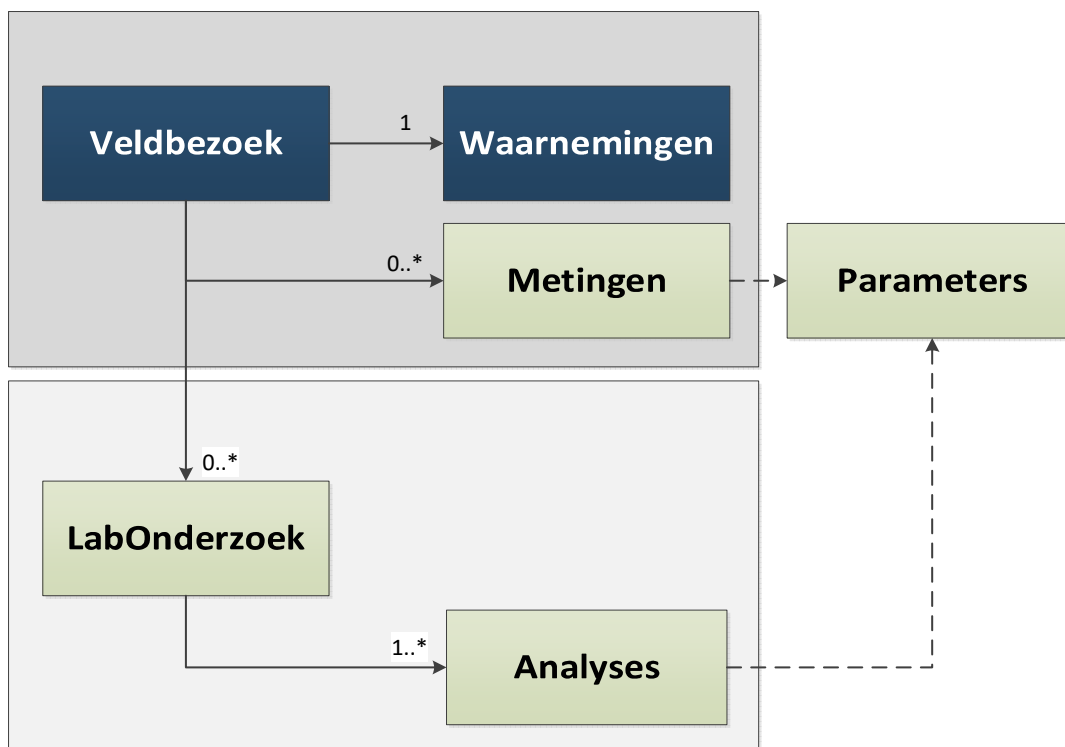 Veldbezoek
1
Waarnemingen
0..*
Metingen
Parameters
0..*
LabOnderzoek
1..*
Analyses